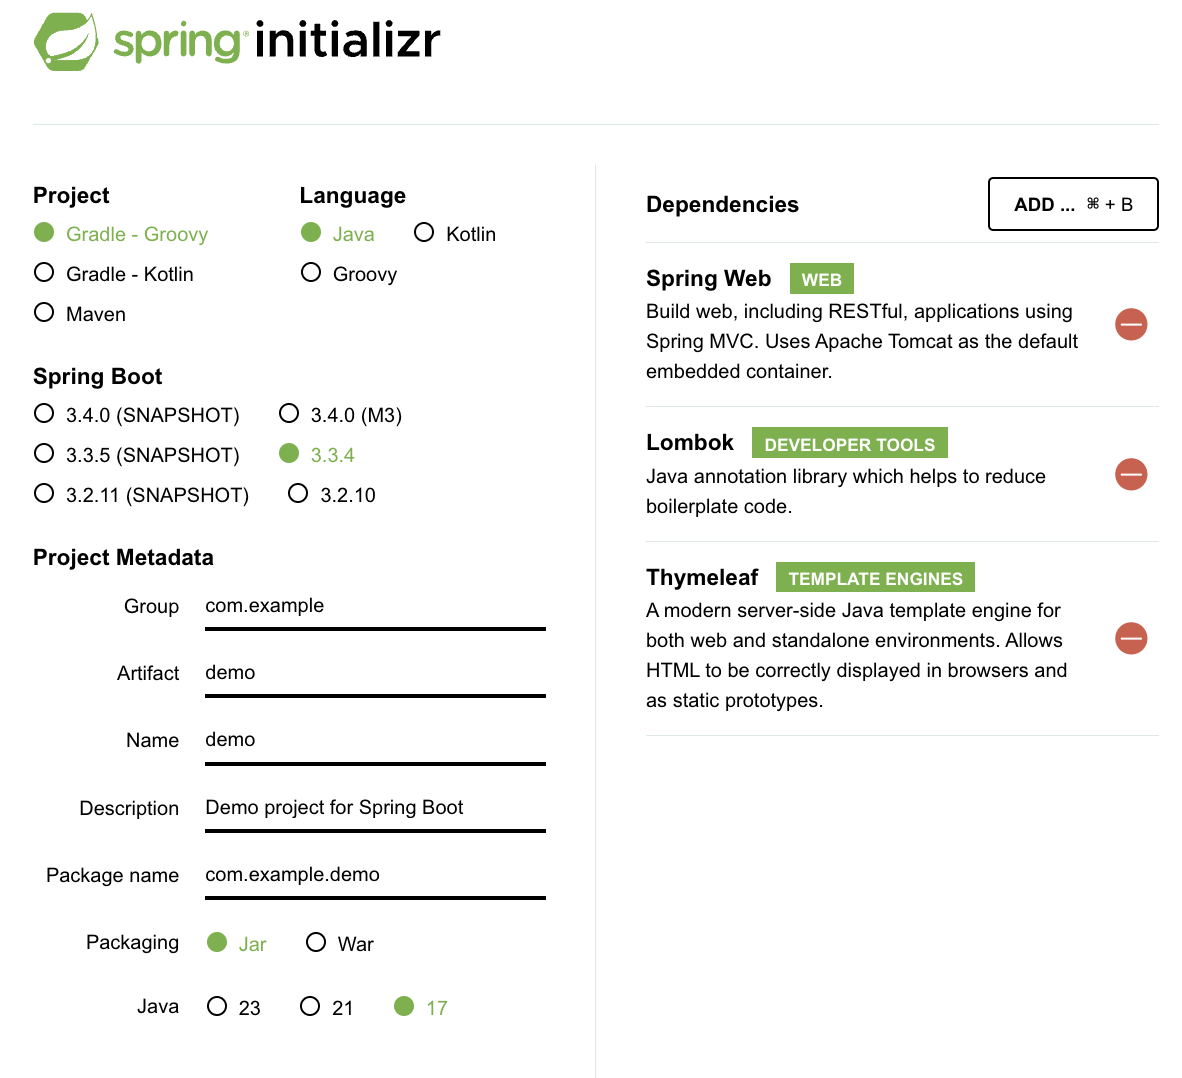 spring® initializr
Project
Gradle - Groovy
Gradle - Kotlin
Maven
Language
Java Kotlin
Groovy
Spring Boot
3.4.0 (SNAPSHOT) 3.4.0 (M3)
3.3.5 (SNAPSHOT) 3.3.4
3.2.11 (SNAPSHOT) 3.2.10
Project Metadata
Group com.example
Artifact demo
Name demo
Description Demo project for Spring Boot
Package name com.example.demo
Packaging Jar War
Java 23 21 17
Dependencies ADD ... ⌘ + B
Spring Web WEB
Build web, including RESTful, applications using
Spring MVC. Uses Apache Tomcat as the default
embedded container.
Lombok DEVELOPER TOOLS
Java annotation library which helps to reduce
boilerplate code.
Thymeleaf TEMPLATE ENGINES
A modern server-side Java template engine for
both web and standalone environments. Allows
HTML to be correctly displayed in browsers and
as static prototypes.